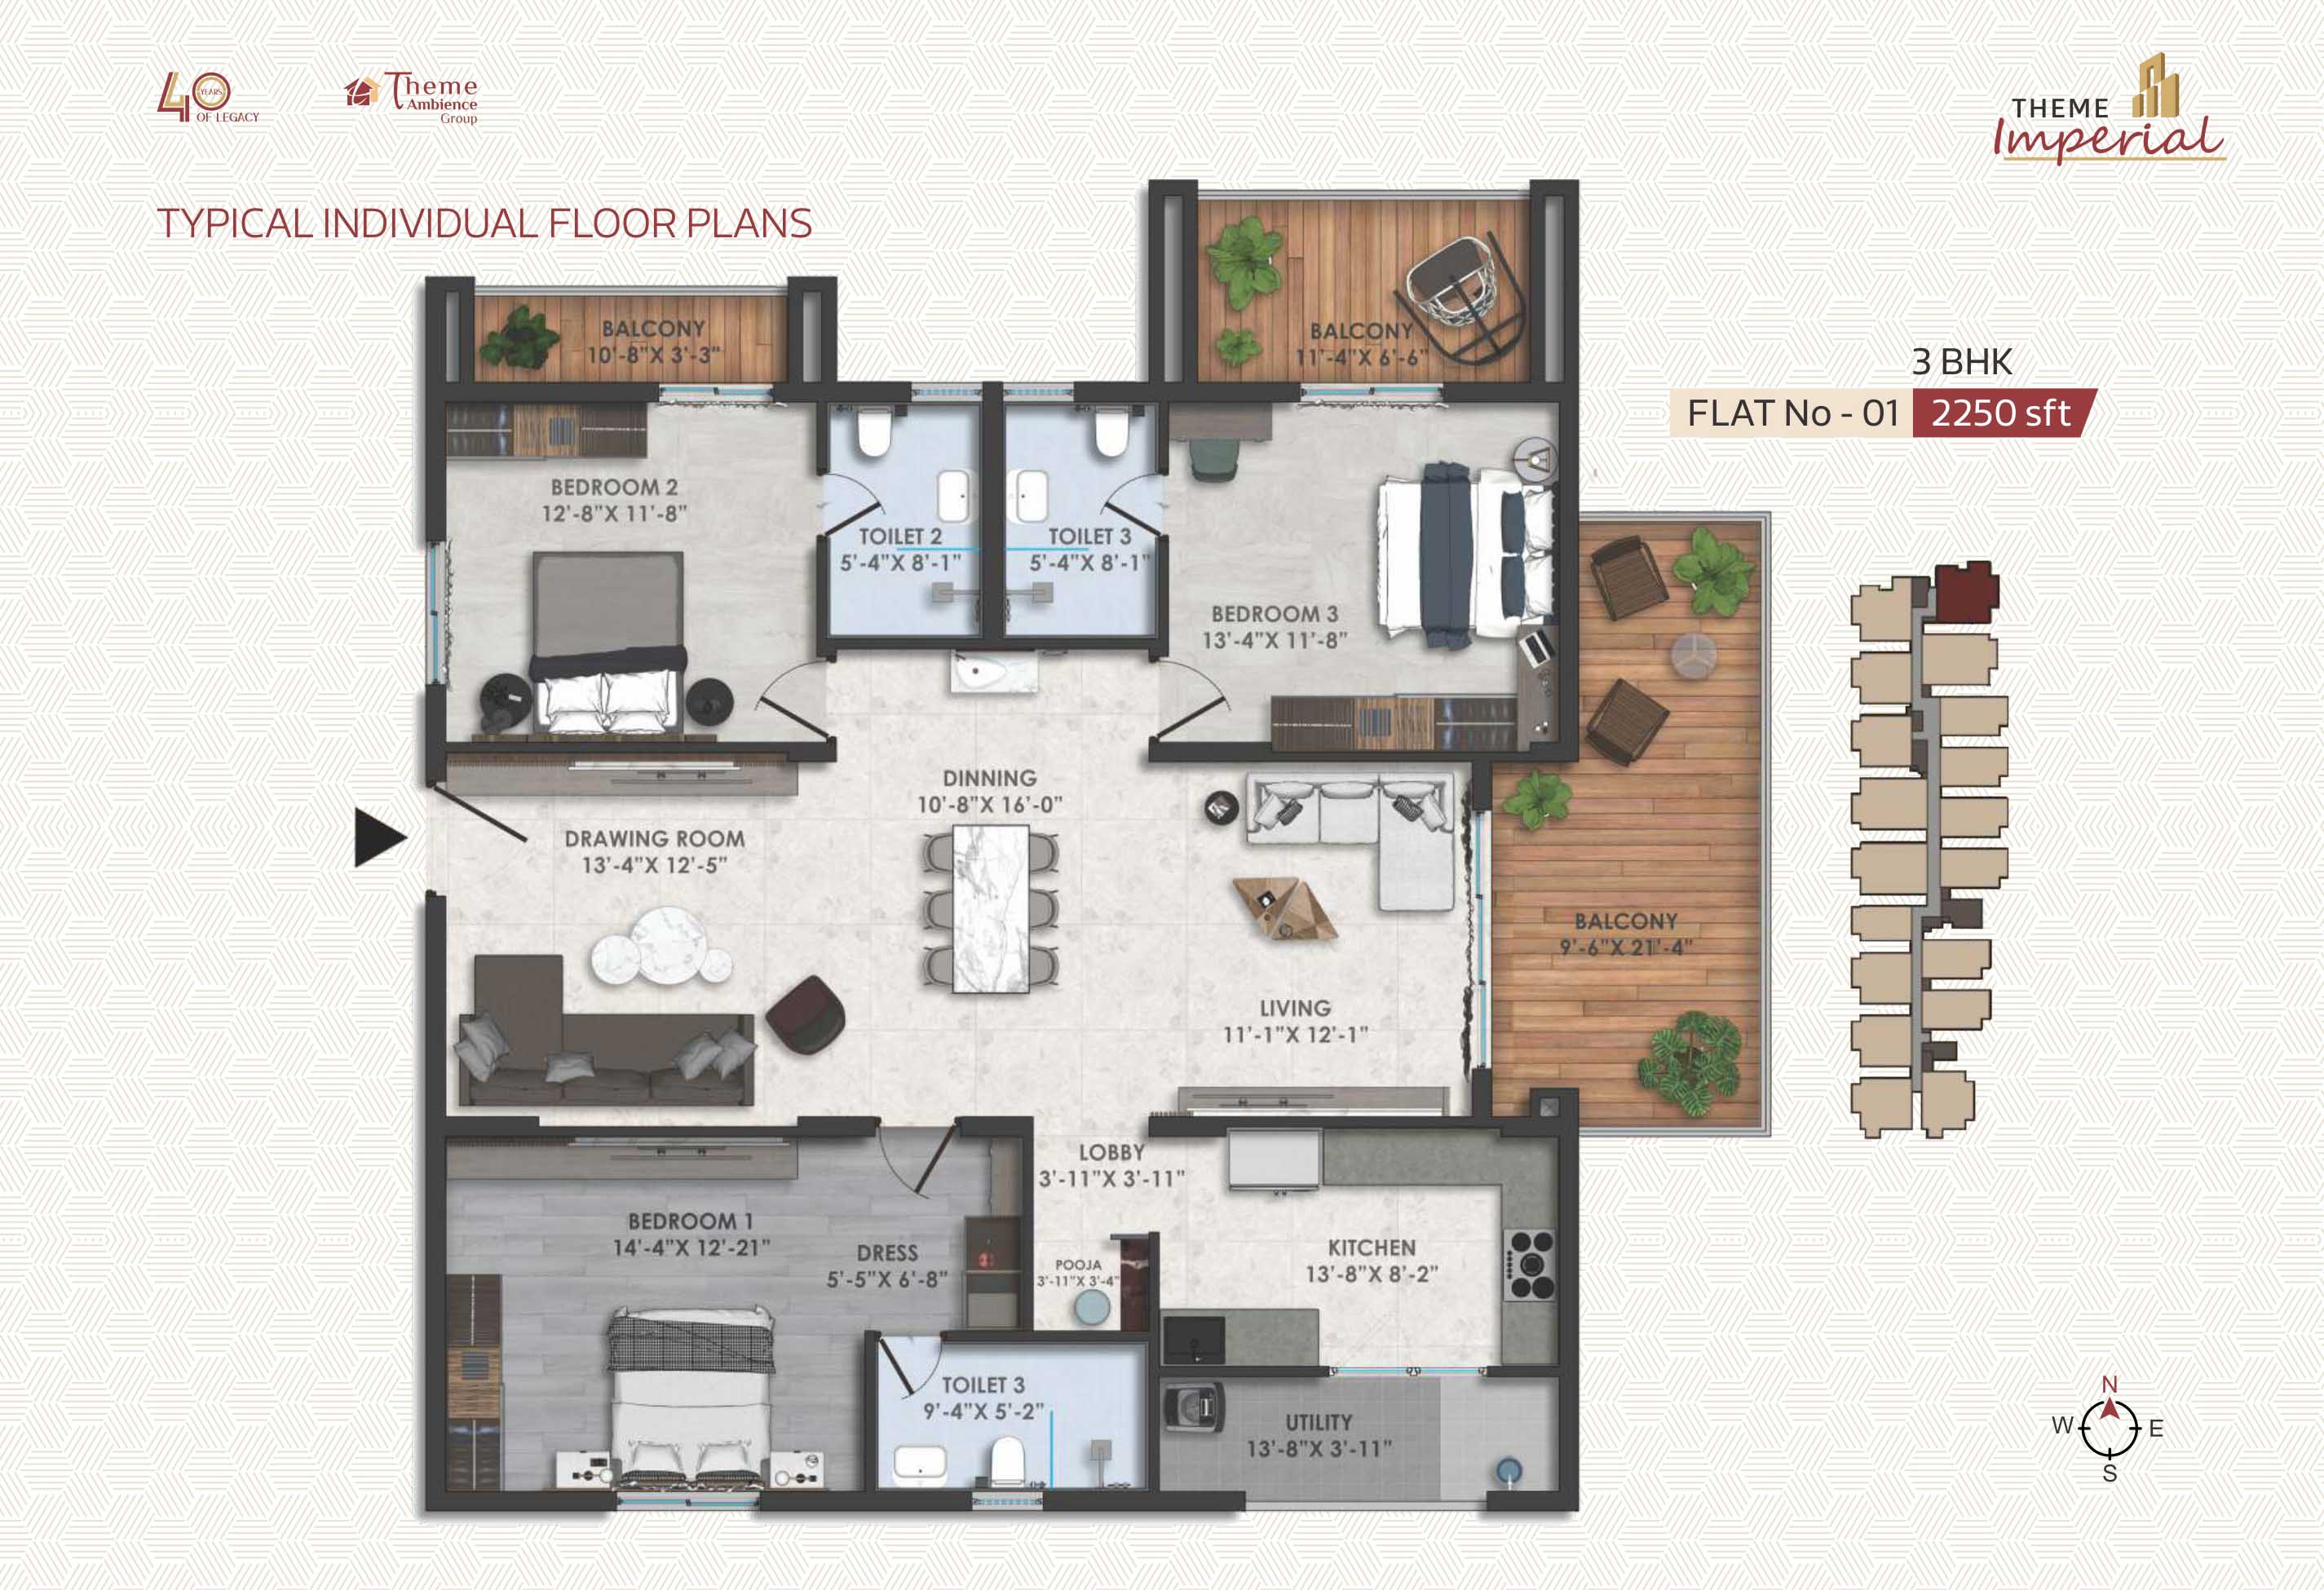 40 YEARS
OF LEGACY
Theme
Ambience
Group
THEME
Imperial
TYPICAL INDIVIDUAL FLOOR PLANS
3 BHK
FLAT No - 01 2250 sft
BALCONY
10'-8"X 3'-3"
BALCONY
11'-4"X 6'-6"
BEDROOM 2
12'-8"X 11'-8"
TOILET 2
5'-4"X 8'-1"
TOILET 3
5'-4"X 8'-1"
BEDROOM 3
13'-4"X 11'-8"
DINNING
10'-8"X 16'-0"
DRAWING ROOM
13'-4"X 12'-5"
BALCONY
9'-6"X 21'-4"
LIVING
11'-1"X 12'-1"
LOBBY
3'-11"X 3'-11"
BEDROOM 1
14'-4"X 12'-21"
DRESS
5'-5"X 6'-8"
POOJA
3'-11"X 3'-4"
KITCHEN
13'-8"X 8'-2"
TOILET 3
9'-4"X 5'-2"
UTILITY
13'-8"X 3'-11"
N
W E
S